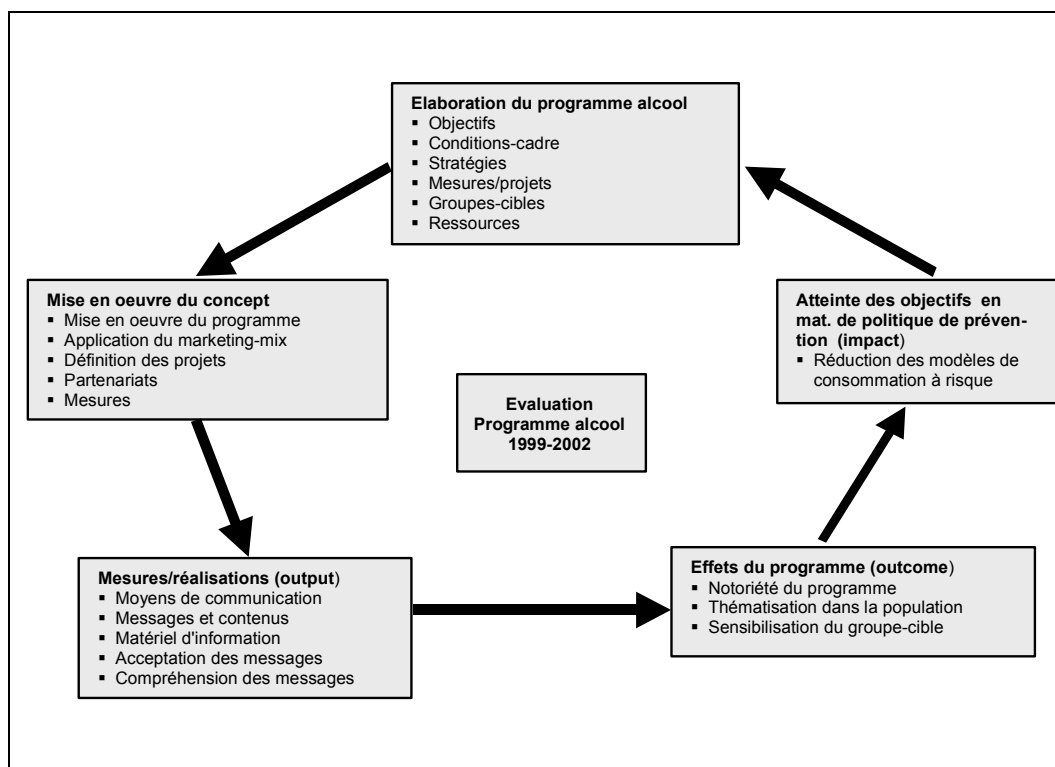 Elaboration du programme alcool
▪ Objectifs
▪ Conditions-cadre
▪ Stratégies
▪ Mesures/projets
▪ Groupes-cibles
▪ Ressources
Mise en oeuvre du concept
▪ Mise en oeuvre du programme
▪ Application du marketing-mix
▪ Définition des projets
▪ Partenariats
▪ Mesures
Atteinte des objectifs en
mat. de politique de préven-
tion (impact)
▪ Réduction des modèles de
consommation à risque
Evaluation
Programme alcool
1999-2002
Mesures/réalisations (output)
▪ Moyens de communication
▪ Messages et contenus
▪ Matériel d'information
▪ Acceptation des messages
▪ Compréhension des messages
Effets du programme (outcome)
▪ Notoriété du programme
▪ Thématisation dans la population
▪ Sensibilisation du groupe-cible